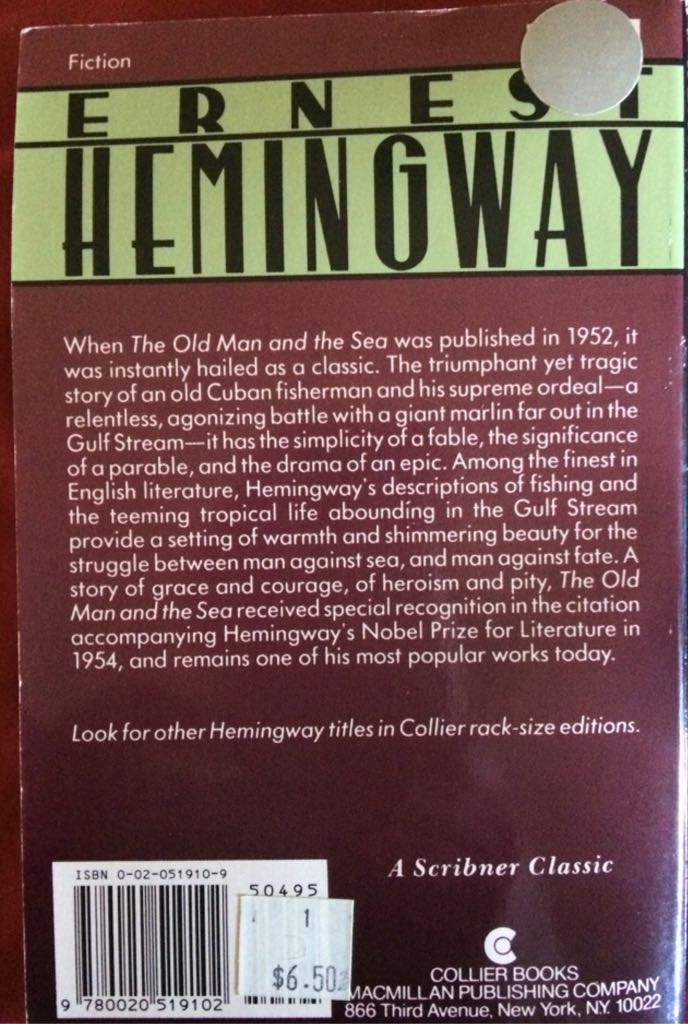 Fiction
ERNEST
HEMINGWAY
When The Old Man and the Sea was published in 1952, it
was instantly hailed as a classic. The triumphant yet tragic
story of an old Cuban fisherman and his supreme ordeal—a
relentless, agonizing battle with a giant marlin far out in the
Gulf Stream—it has the simplicity of a fable, the significance
of a parable, and the drama of an epic. Among the finest in
English literature, Hemingway's descriptions of fishing and
the teeming tropical life abounding in the Gulf Stream
provide a setting of warmth and shimmering beauty for the
struggle between man against sea, and man against fate. A
story of grace and courage, of heroism and pity, The Old
Man and the Sea received special recognition in the citation
accompanying Hemingway's Nobel Prize for Literature in
1954, and remains one of his most popular works today.
Look for other Hemingway titles in Collier rack-size editions.
A Scribner Classic
ISBN 0-02-051910-9
50495
1
$6.50
9 780020 519102
COLLIER BOOKS
MACMILLAN PUBLISHING COMPANY
866 Third Avenue, New York, N.Y. 10022